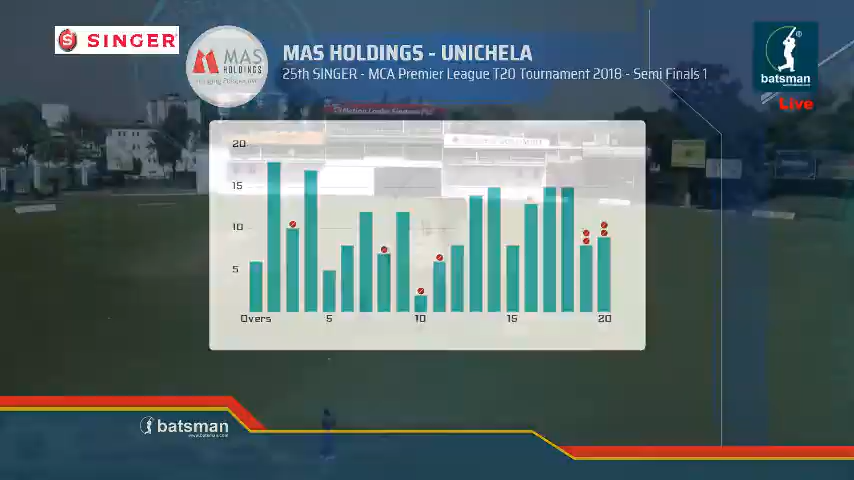 SINGER
MAS
HOLDINGS
MAS HOLDINGS - UNICHELA
25th SINGER - MCA Premier League T20 Tournament 2018 - Semi Finals 1
batsman
Live
20
15
10
5
Overs 5 10 15 20
batsman